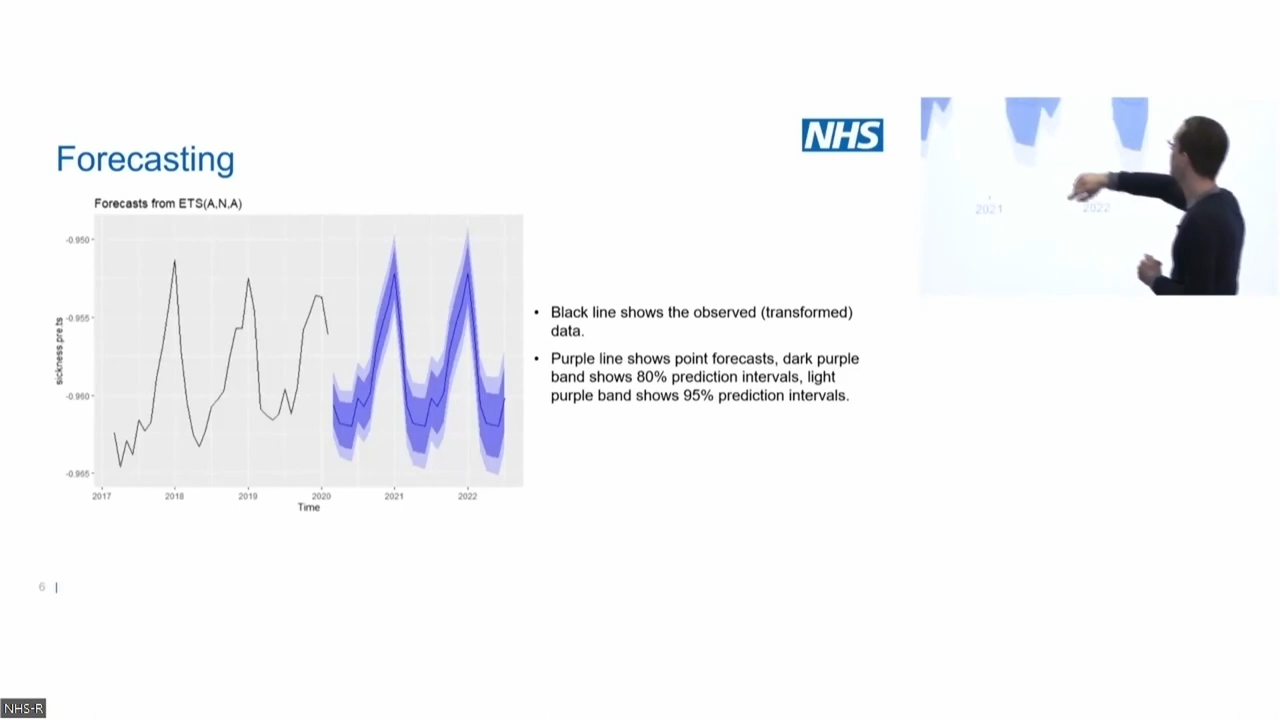 NHS
Forecasting
Forecasts from ETS(A,N,A)
-0.950
-0.955
-0.960
-0.965
sickness.pre.ts
2017 2018 2019 2020 2021 2022
Time
• Black line shows the observed (transformed)
data.
• Purple line shows point forecasts, dark purple
band shows 80% prediction intervals, light
purple band shows 95% prediction intervals.
2021 2022
6 |
NHS-R